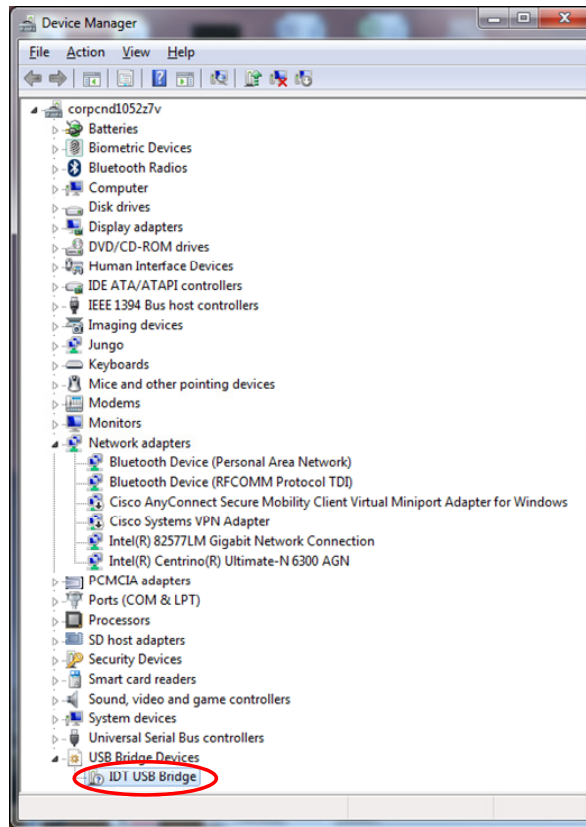 Device Manager
File Action View Help
corpcnd1052z7v
Batteries
Biometric Devices
Bluetooth Radios
Computer
Disk drives
Display adapters
DVD/CD-ROM drives
Human Interface Devices
IDE ATA/ATAPI controllers
IEEE 1394 Bus host controllers
Imaging devices
Jungo
Keyboards
Mice and other pointing devices
Modems
Monitors
Network adapters
Bluetooth Device (Personal Area Network)
Bluetooth Device (RFCOMM Protocol TDI)
Cisco AnyConnect Secure Mobility Client Virtual Miniport Adapter for Windows
Cisco Systems VPN Adapter
Intel(R) 82577LM Gigabit Network Connection
Intel(R) Centrino(R) Ultimate-N 6300 AGN
PCMCIA adapters
Ports (COM & LPT)
Processors
SD host adapters
Security Devices
Smart card readers
Sound, video and game controllers
System devices
Universal Serial Bus controllers
USB Bridge Devices
IDT USB Bridge